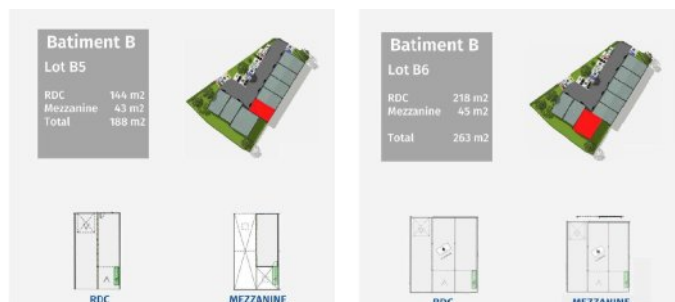 Batiment B
Lot B5
RDC 144 m2
Mezzanine 43 m2
Total 188 m2
RDC
MEZZANINE
Batiment B
Lot B6
RDC 218 m2
Mezzanine 45 m2
Total 263 m2
RDC
MEZZANINE